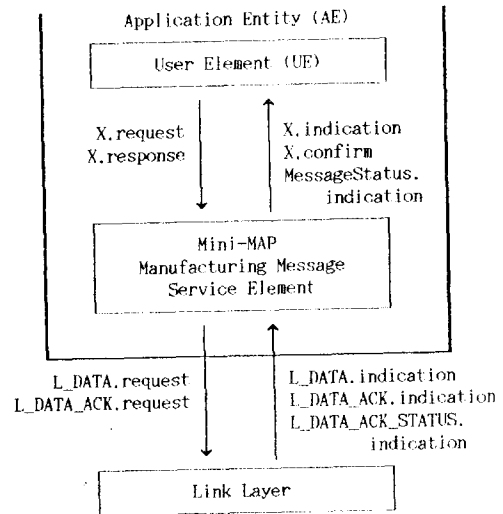 Application Entity (AE)
User Element (UE)
X.request
X.response
X.indication
X.confirm
MessageStatus.
indication
Mini-MAP
Manufacturing Message
Service Element
L_DATA.request
L_DATA_ACK.request
L_DATA.indication
L_DATA_ACK.indication
L_DATA_ACK_STATUS.
indication
Link Layer